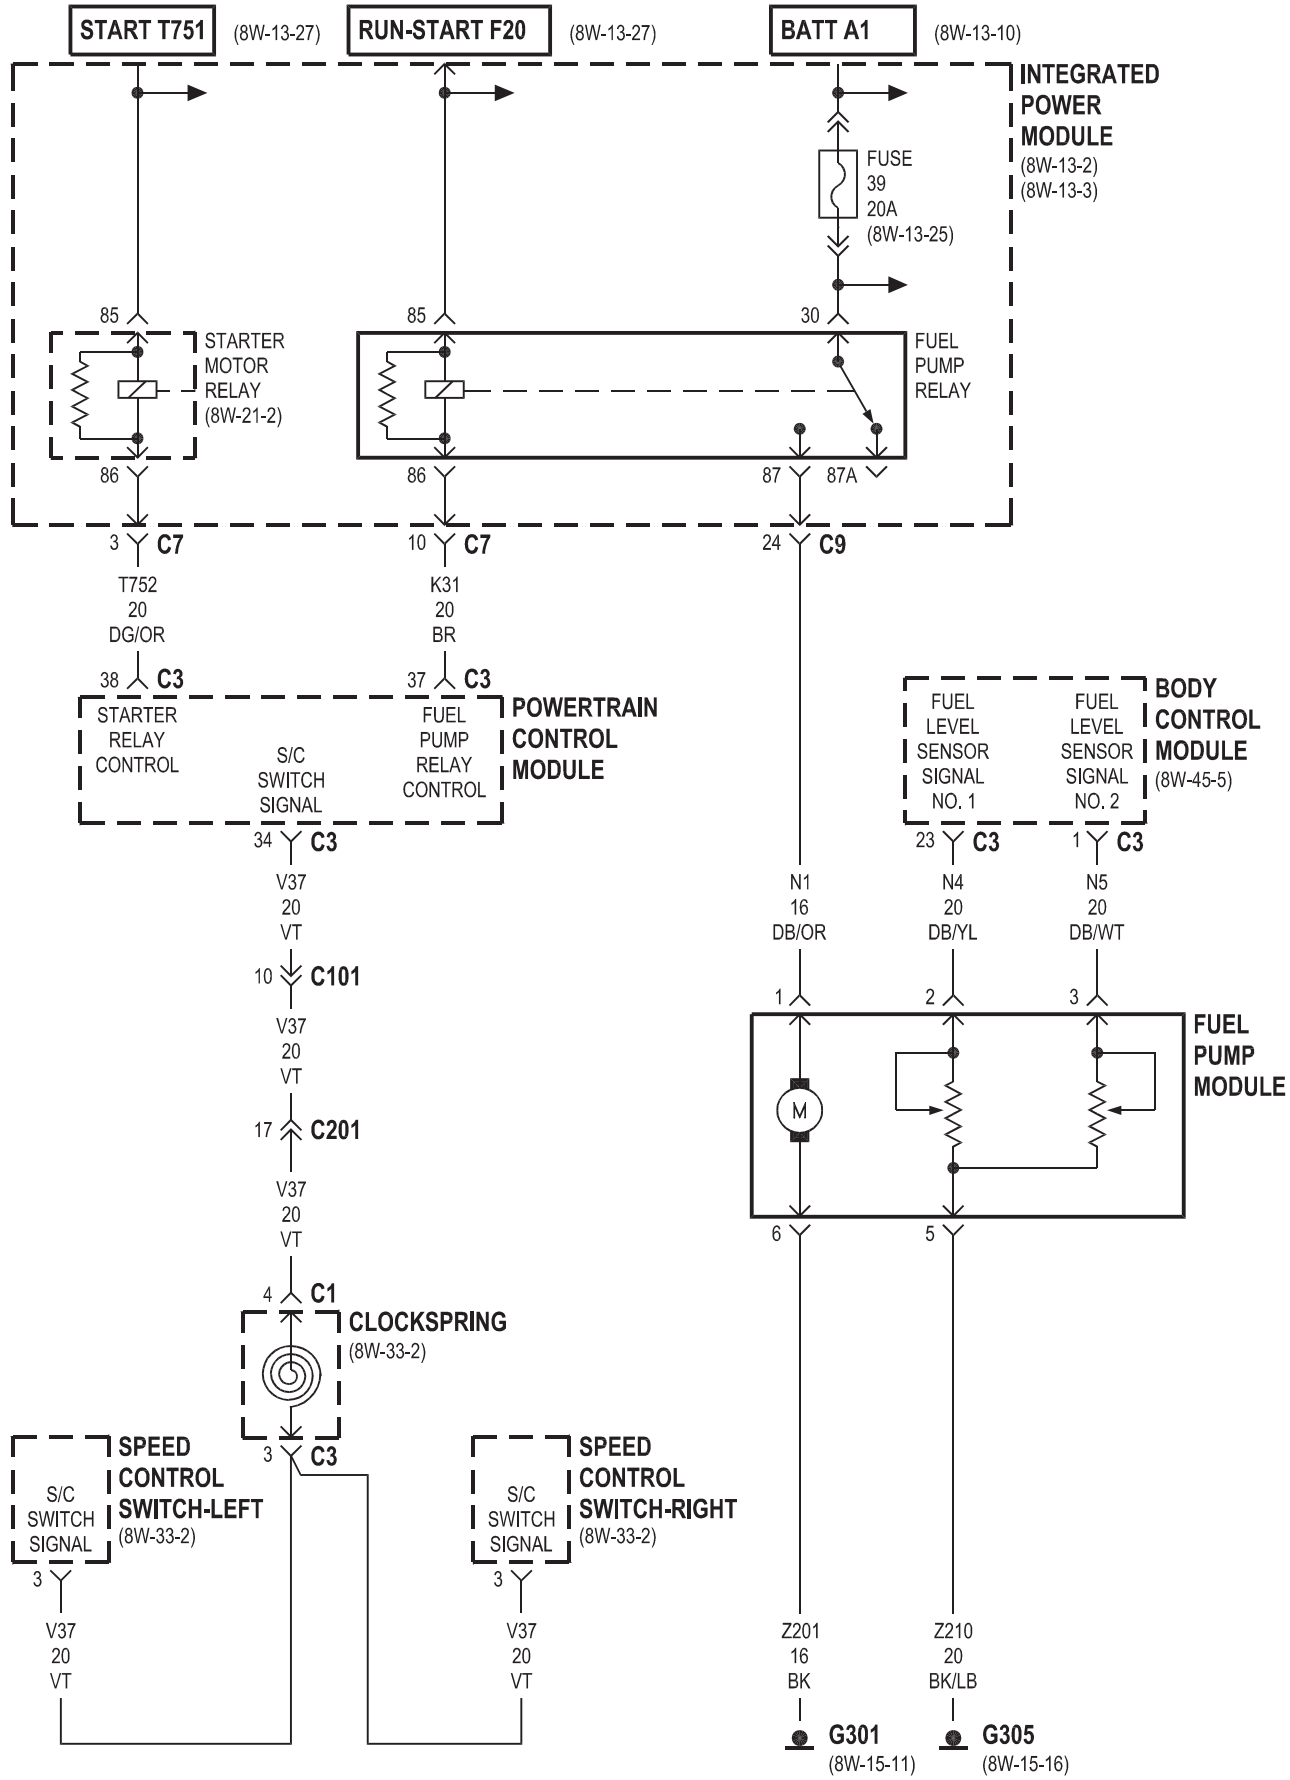 START T751 (8W-13-27) RUN-START F20 (8W-13-27) BATT A1 (8W-13-10)
INTEGRATED
POWER
MODULE
(8W-13-2)
(8W-13-3)
FUSE
39
20A
(8W-13-25)
85
85
30
STARTER
MOTOR
RELAY
(8W-21-2)
FUEL
PUMP
RELAY
86
86
87
87A
3 C7
10 C7
24 C9
T752
20
DG/OR
K31
20
BR
38 C3
37 C3
STARTER
RELAY
CONTROL
S/C
SWITCH
SIGNAL
FUEL
PUMP
RELAY
CONTROL
POWERTRAIN
CONTROL
MODULE
FUEL
LEVEL
SENSOR
SIGNAL
NO. 1
FUEL
LEVEL
SENSOR
SIGNAL
NO. 2
BODY
CONTROL
MODULE
(8W-45-5)
34 C3
23 C3
1 C3
V37
20
VT
N1
16
DB/OR
N4
20
DB/YL
N5
20
DB/WT
10 C101
1
2
3
V37
20
VT
FUEL
PUMP
MODULE
M
17 C201
V37
20
VT
6
5
4 C1
CLOCKSPRING
(8W-33-2)
3 C3
S/C
SWITCH
SIGNAL
SPEED
CONTROL
SWITCH-LEFT
(8W-33-2)
S/C
SWITCH
SIGNAL
SPEED
CONTROL
SWITCH-RIGHT
(8W-33-2)
3
3
V37
20
VT
V37
20
VT
Z201
16
BK
Z210
20
BK/LB
G301
(8W-15-11)
G305
(8W-15-16)